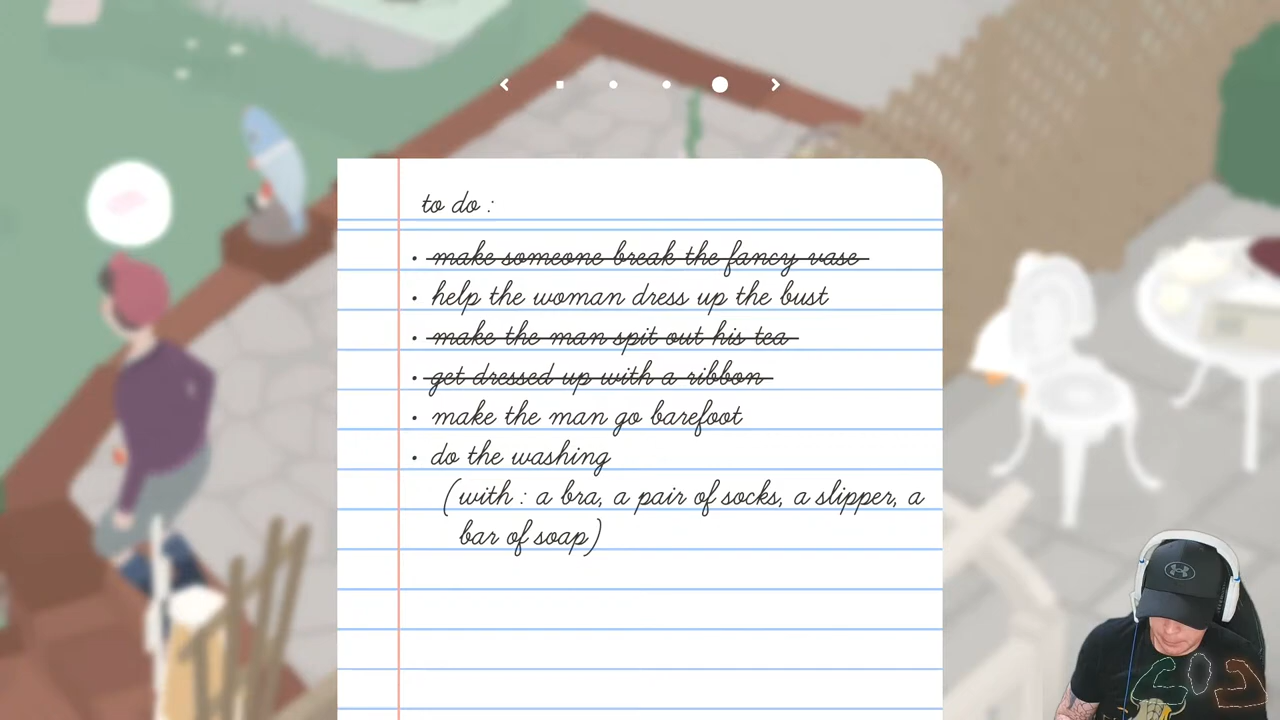 to do :
• make someone break the fancy vase
• help the woman dress up the bust
• make the man spit out his tea
• get dressed up with a ribbon
• make the man go barefoot
• do the washing
(with : a bra, a pair of socks, a slipper, a
bar of soap)